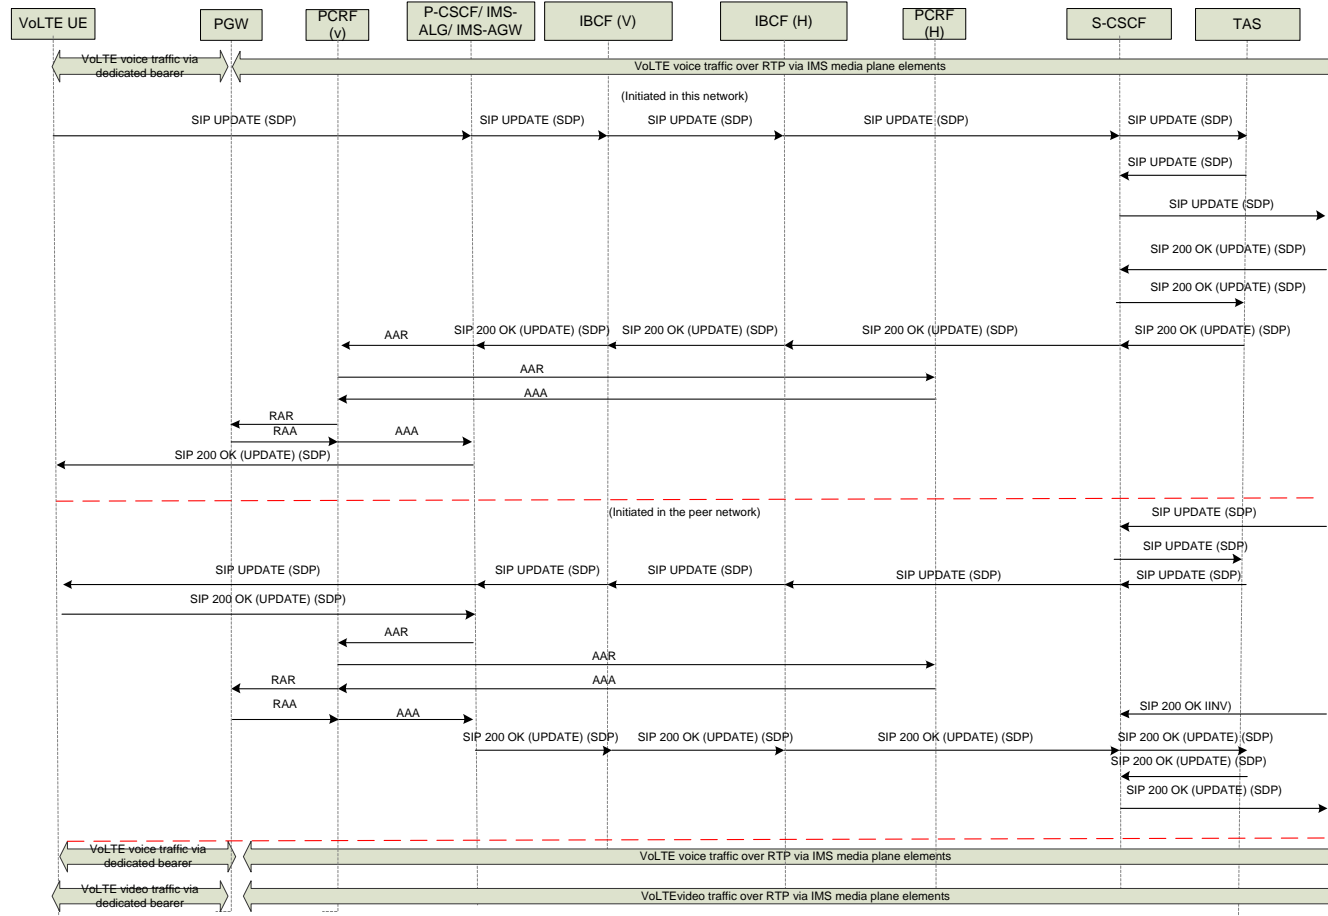 VoLTE UE
PGW
PCRF
(v)
P-CSCF/ IMS-
ALG/ IMS-AGW
IBCF (V)
IBCF (H)
PCRF
(H)
S-CSCF
TAS
VoLTE voice traffic via
dedicated bearer
VoLTE voice traffic over RTP via IMS media plane elements
(Initiated in this network)
SIP UPDATE (SDP)
SIP UPDATE (SDP)
SIP UPDATE (SDP)
SIP UPDATE (SDP)
SIP UPDATE (SDP)
SIP UPDATE (SDP)
SIP UPDATE (SDP)
SIP 200 OK (UPDATE) (SDP)
SIP 200 OK (UPDATE) (SDP)
AAR
SIP 200 OK (UPDATE) (SDP)
SIP 200 OK (UPDATE) (SDP)
SIP 200 OK (UPDATE) (SDP)
SIP 200 OK (UPDATE) (SDP)
AAR
AAA
RAR
RAA
AAA
SIP 200 OK (UPDATE) (SDP)
(Initiated in the peer network)
SIP UPDATE (SDP)
SIP UPDATE (SDP)
SIP UPDATE (SDP)
SIP UPDATE (SDP)
SIP UPDATE (SDP)
SIP UPDATE (SDP)
SIP UPDATE (SDP)
SIP 200 OK (UPDATE) (SDP)
AAR
AAR
RAR
AAA
RAA
AAA
SIP 200 OK IINV)
SIP 200 OK (UPDATE) (SDP)
SIP 200 OK (UPDATE) (SDP)
SIP 200 OK (UPDATE) (SDP)
SIP 200 OK (UPDATE) (SDP)
SIP 200 OK (UPDATE) (SDP)
SIP 200 OK (UPDATE) (SDP)
VoLTE voice traffic via
dedicated bearer
VoLTE voice traffic over RTP via IMS media plane elements
VoLTE video traffic via
dedicated bearer
VoLTEvideo traffic over RTP via IMS media plane elements